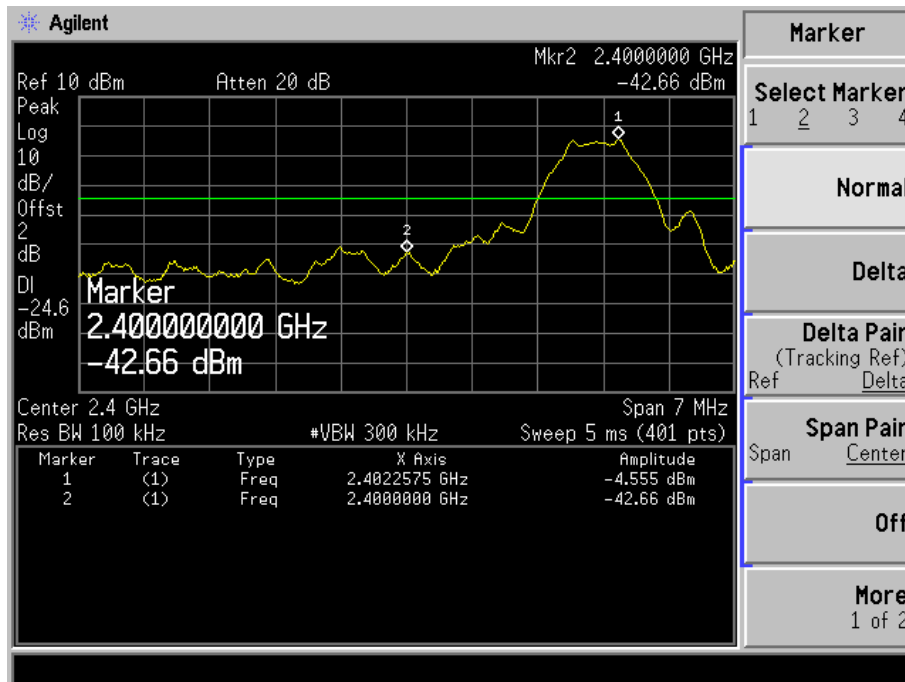 Agilent
Mkr2 2.4000000 GHz
Ref 10 dBm Atten 20 dB -42.66 dBm
Peak
Log
10
dB/
Offst
2
dB
DI
-24.6
dBm
1
2
Marker
2.400000000 GHz
-42.66 dBm
Center 2.4 GHz Span 7 MHz
Res BW 100 kHz #VBW 300 kHz Sweep 5 ms (401 pts)
Marker Trace Type X Axis Amplitude
1 (1) Freq 2.4022575 GHz -4.555 dBm
2 (1) Freq 2.4000000 GHz -42.66 dBm
Marker
Select Marker
1 2 3 4
Normal
Delta
Delta Pair
(Tracking Ref)
Ref Delta
Span Pair
Span Center
Off
More
1 of 2